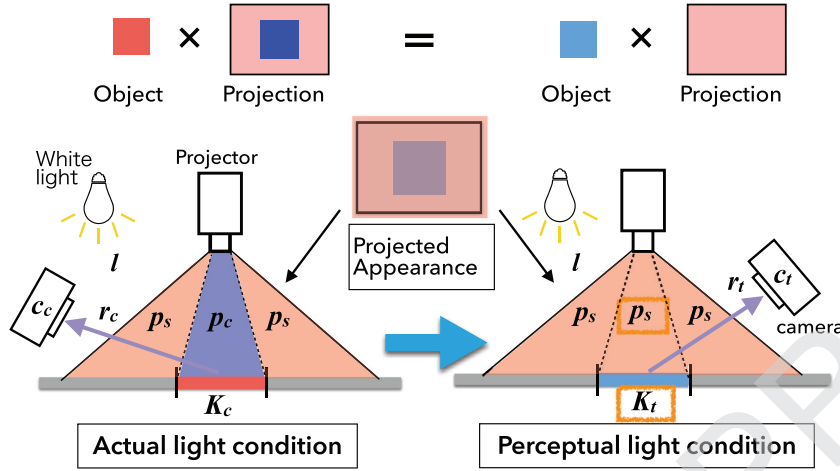 × = ×
Object Projection Object Projection
White
light
Projector
Projected
Appearance
l l
c_c r_c p_s p_c p_s
p_s p_s p_s r_t c_t
camera
K_c K_t
Actual light condition Perceptual light condition